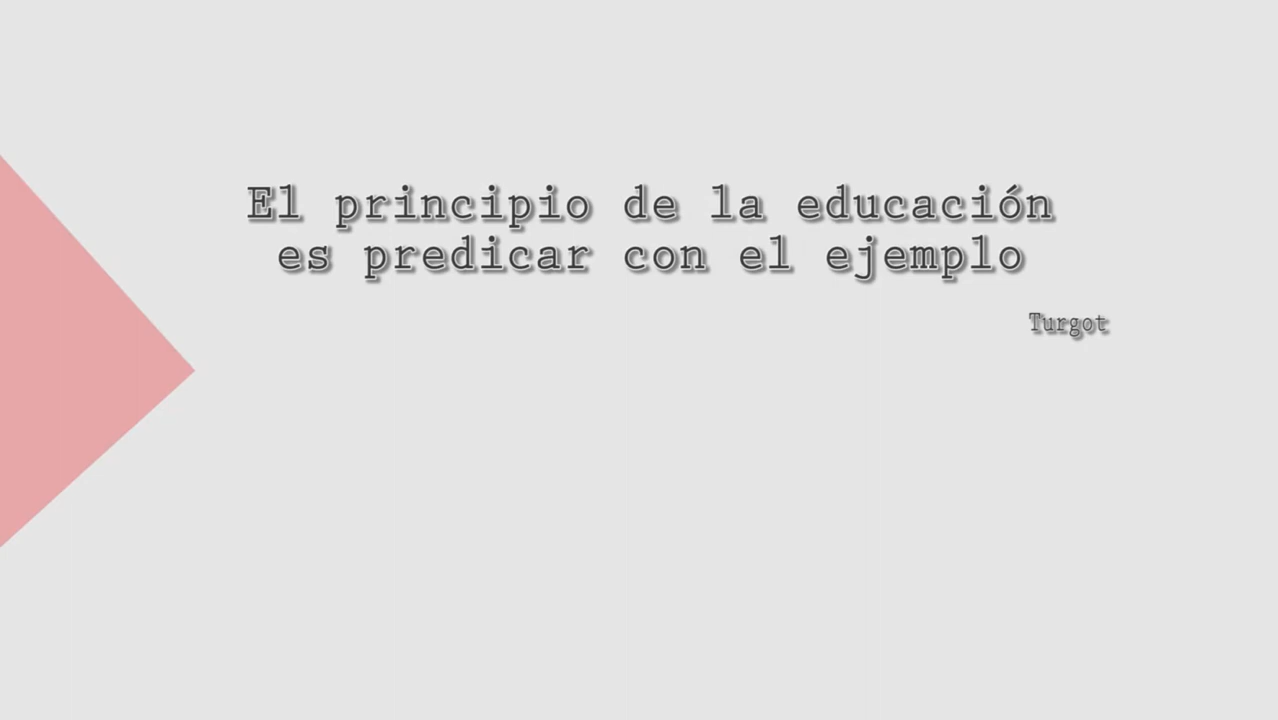 El principio de la educación
es predicar con el ejemplo
Turgot